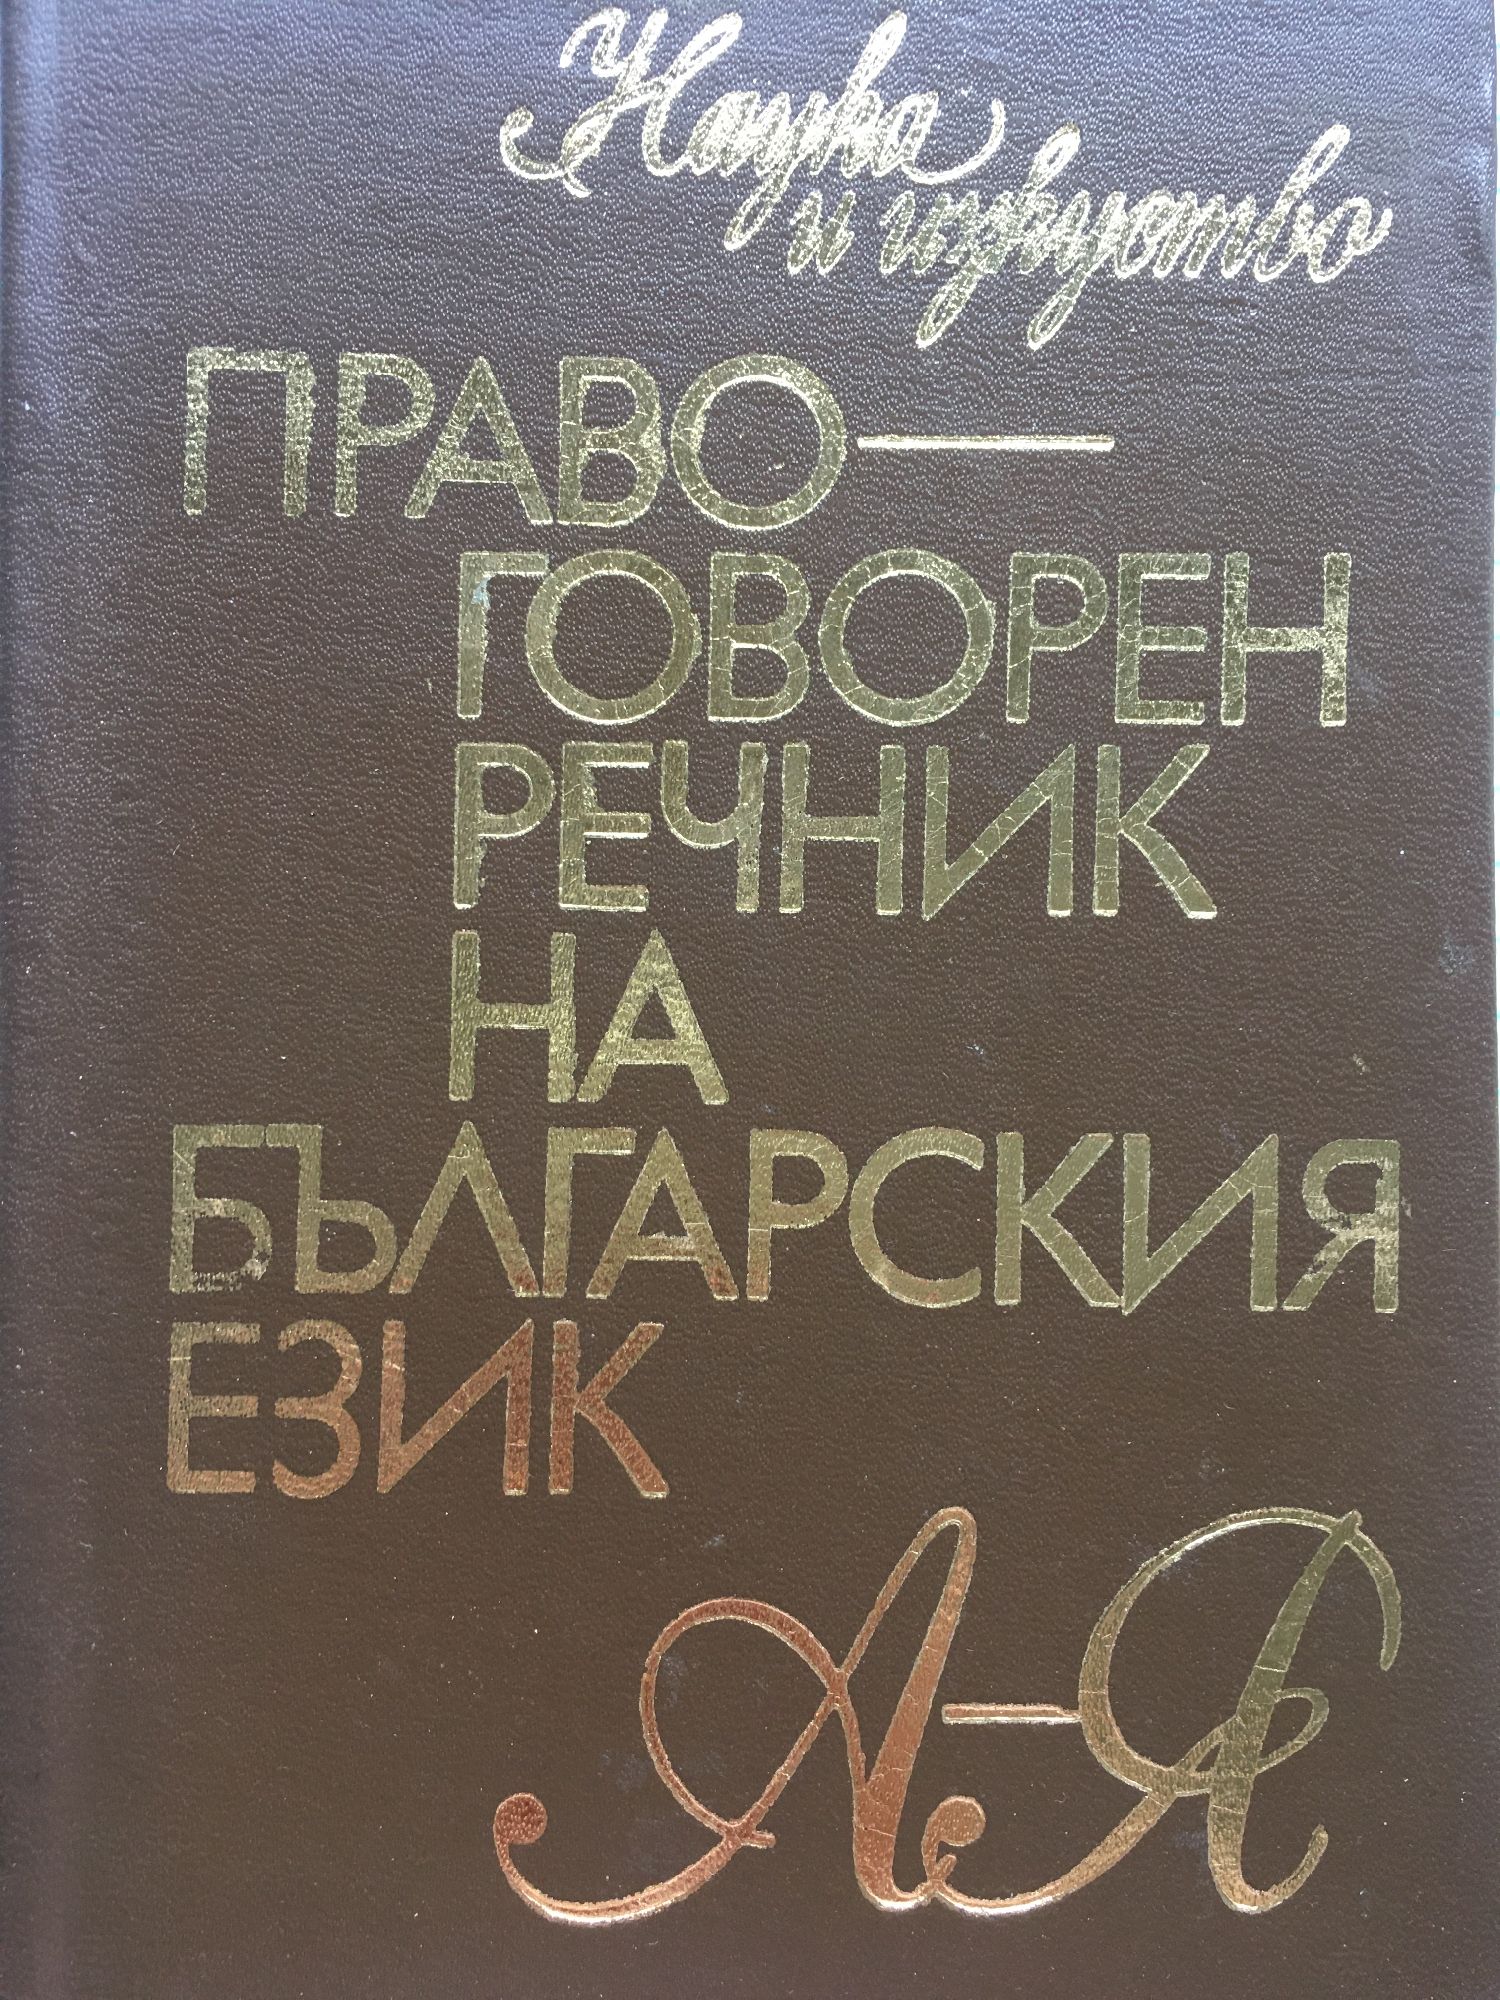 Наука
и изкуство
ПРАВО—
ГОВОРЕН
РЕЧНИК
НА
БЪЛГАРСКИЯ
ЕЗИК
А–Я